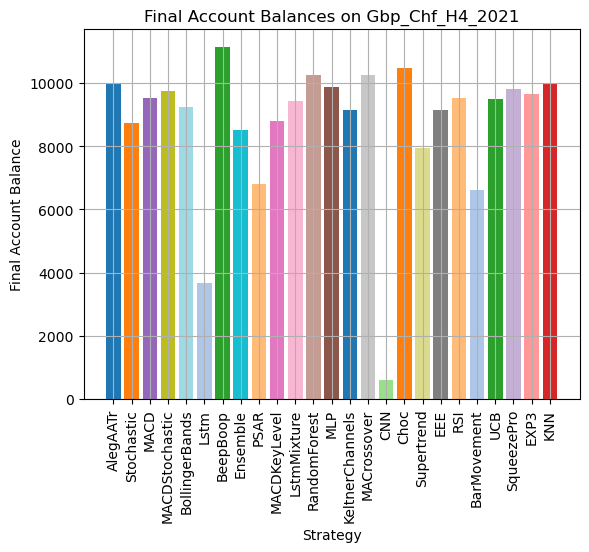 Final Account Balances on Gbp_Chf_H4_2021
Final Account Balance
10000
8000
6000
4000
2000
0
AlegAATr
Stochastic
MACD
MACDStochastic
BollingerBands
Lstm
BeepBoop
Ensemble
PSAR
MACDKeyLevel
LstmMixture
RandomForest
MLP
KeltnerChannels
MACrossover
CNN
Choc
Supertrend
EEE
RSI
BarMovement
UCB
SqueezePro
EXP3
KNN
Strategy